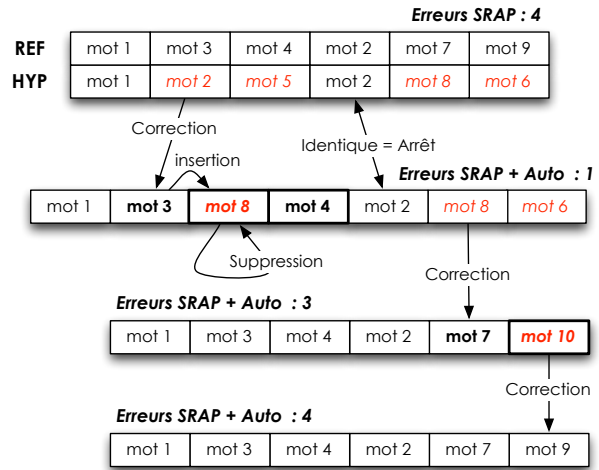 Erreurs SRAP : 4
REF mot 1 mot 3 mot 4 mot 2 mot 7 mot 9
HYP mot 1 mot 2 mot 5 mot 2 mot 8 mot 6
Correction
insertion
Identique = Arrêt
Erreurs SRAP + Auto : 1
mot 1 mot 3 mot 8 mot 4 mot 2 mot 8 mot 6
Suppression
Correction
Erreurs SRAP + Auto : 3
mot 1 mot 3 mot 4 mot 2 mot 7 mot 10
Correction
Erreurs SRAP + Auto : 4
mot 1 mot 3 mot 4 mot 2 mot 7 mot 9